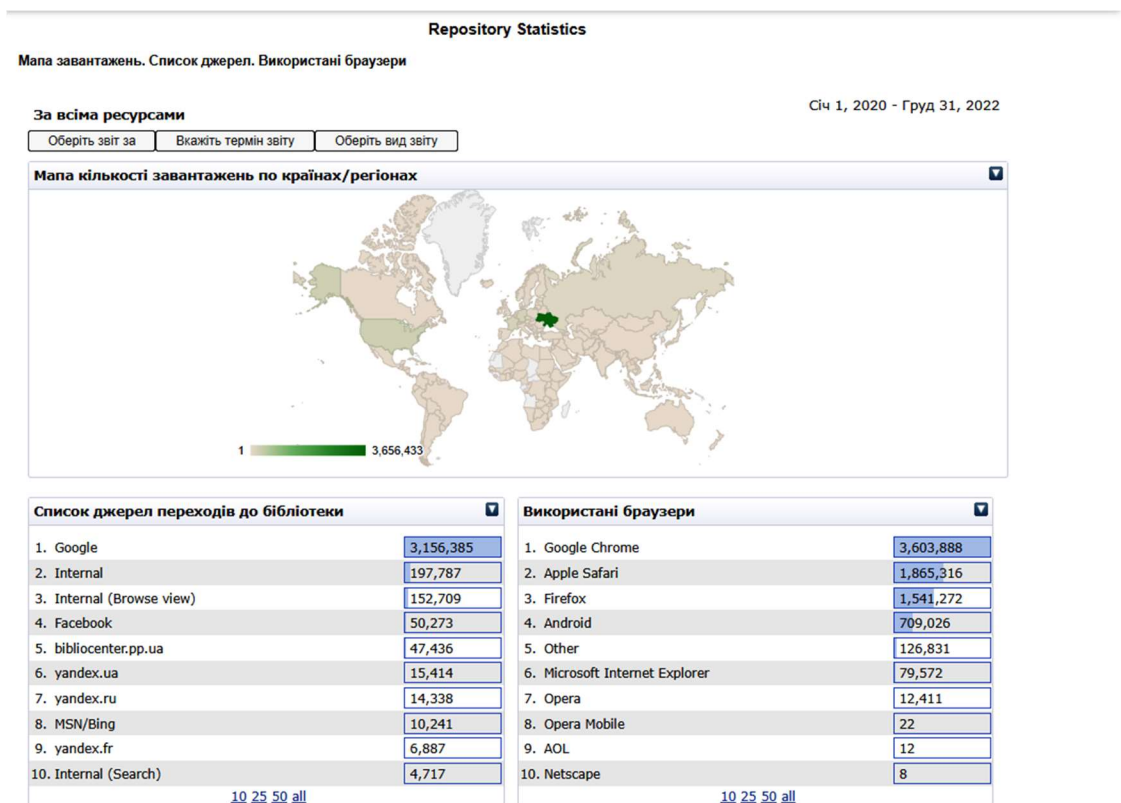 Repository Statistics
Мапа завантажень. Список джерел. Використані браузери
Січ 1, 2020 - Груд 31, 2022
За всіма ресурсами
Оберіть звіт за Вкажіть термін звіту Оберіть вид звіту
Мапа кількості завантажень по країнах/регіонах
1 3,656,433
Список джерел переходів до бібліотеки
1. Google 3,156,385
2. Internal 197,787
3. Internal (Browse view) 152,709
4. Facebook 50,273
5. bibliocenter.pp.ua 47,436
6. yandex.ua 15,414
7. yandex.ru 14,338
8. MSN/Bing 10,241
9. yandex.fr 6,887
10. Internal (Search) 4,717
10 25 50 all
Використані браузери
1. Google Chrome 3,603,888
2. Apple Safari 1,865,316
3. Firefox 1,541,272
4. Android 709,026
5. Other 126,831
6. Microsoft Internet Explorer 79,572
7. Opera 12,411
8. Opera Mobile 22
9. AOL 12
10. Netscape 8
10 25 50 all